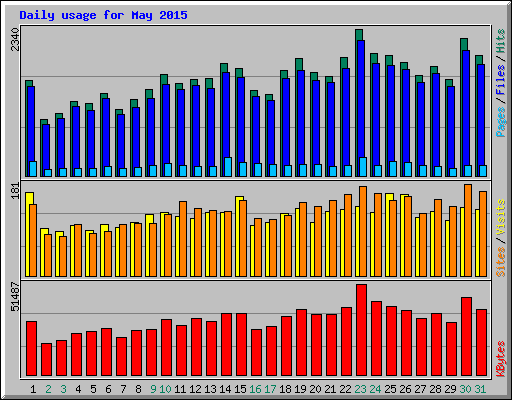 Daily usage for May 2015
2340
Pages / Files / Hits
181
Sites / Visits
51487
KBytes
1 2 3 4 5 6 7 8 9 10 11 12 13 14 15 16 17 18 19 20 21 22 23 24 25 26 27 28 29 30 31